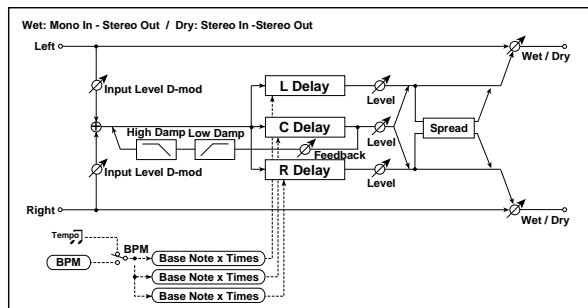 Wet: Mono In - Stereo Out / Dry: Stereo In -Stereo Out
Left
Wet / Dry
Input Level D-mod
L Delay
Level
High Damp
Low Damp
C Delay
Level
Spread
Feedback
Input Level D-mod
R Delay
Level
Right
Wet / Dry
Tempo
BPM
BPM
Base Note x Times
Base Note x Times
Base Note x Times